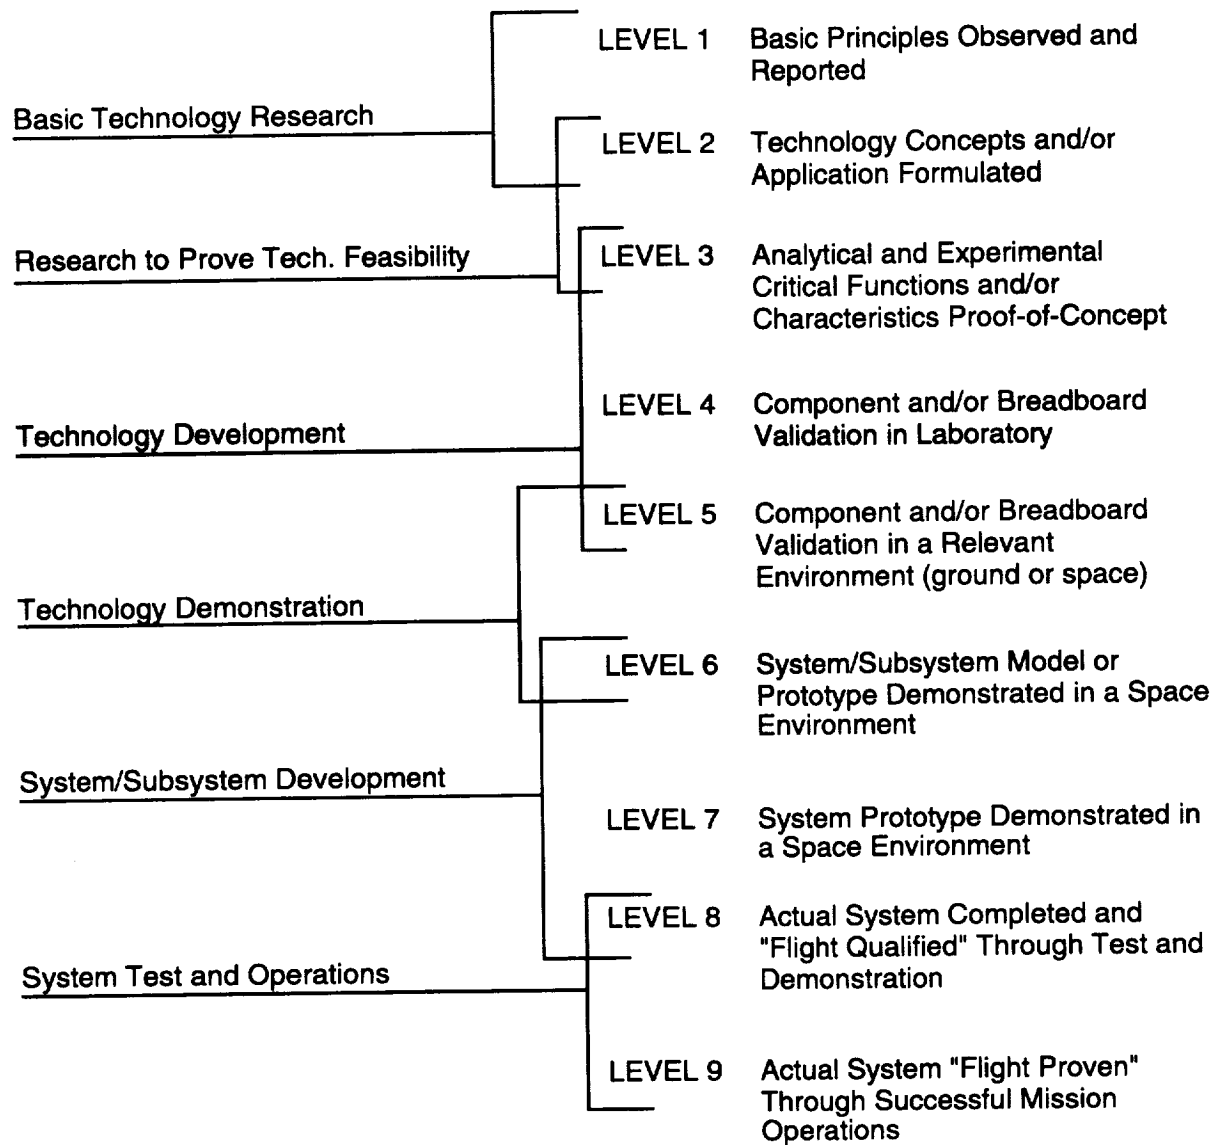 LEVEL 1 Basic Principles Observed and
Reported
Basic Technology Research
LEVEL 2 Technology Concepts and/or
Application Formulated
Research to Prove Tech. Feasibility
LEVEL 3 Analytical and Experimental
Critical Functions and/or
Characteristics Proof-of-Concept
LEVEL 4 Component and/or Breadboard
Validation in Laboratory
Technology Development
LEVEL 5 Component and/or Breadboard
Validation in a Relevant
Environment (ground or space)
Technology Demonstration
LEVEL 6 System/Subsystem Model or
Prototype Demonstrated in a Space
Environment
System/Subsystem Development
LEVEL 7 System Prototype Demonstrated in
a Space Environment
LEVEL 8 Actual System Completed and
"Flight Qualified" Through Test and
Demonstration
System Test and Operations
LEVEL 9 Actual System "Flight Proven"
Through Successful Mission
Operations